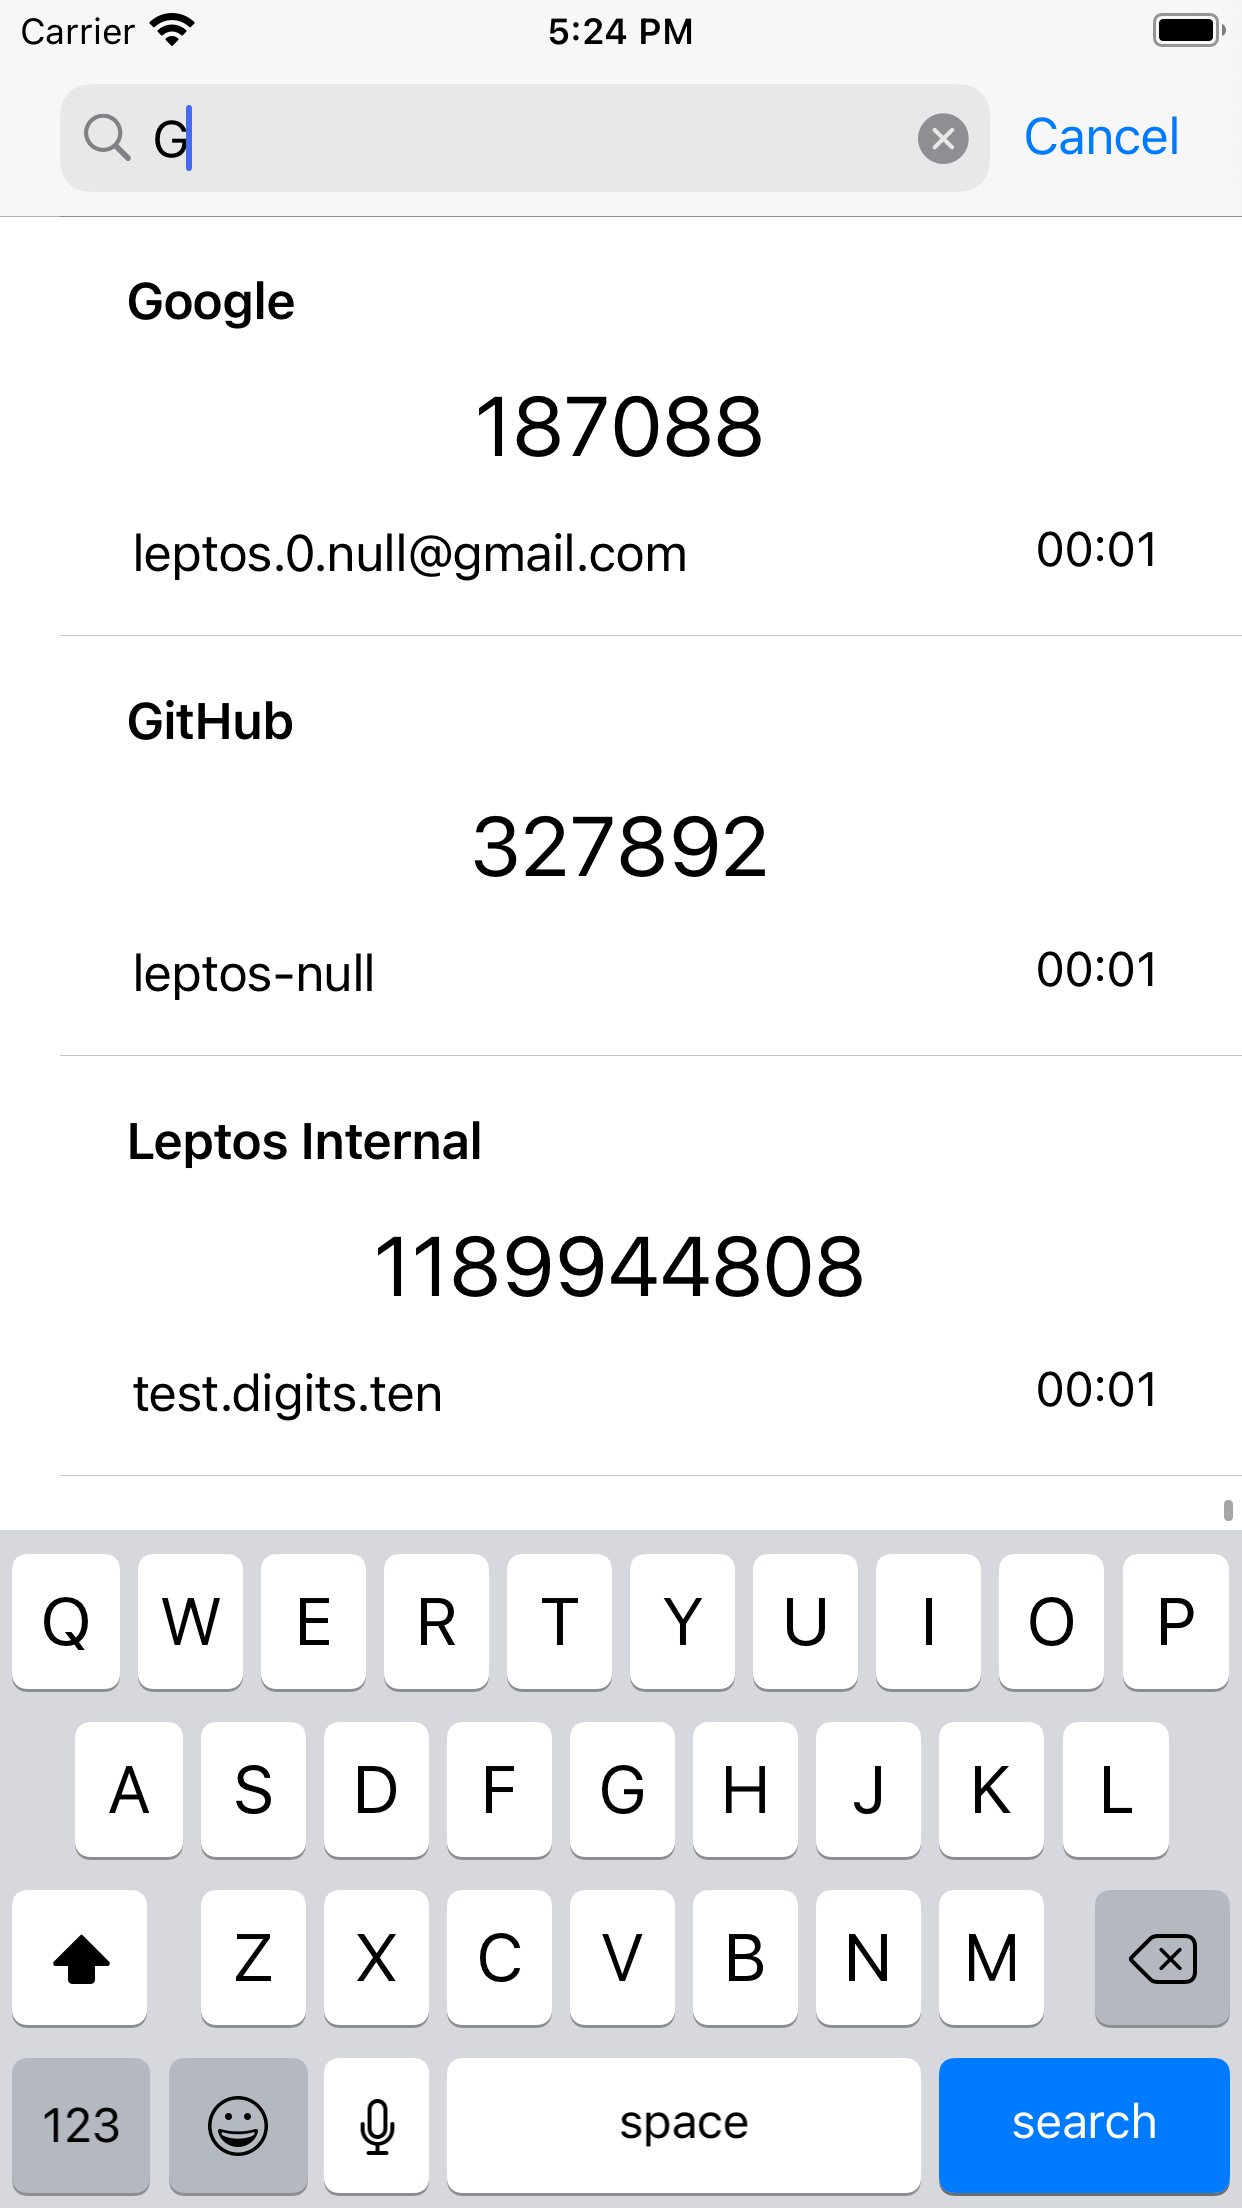 Carrier 5:24 PM
G Cancel
Google
187088
leptos.0.null@gmail.com 00:01
GitHub
327892
leptos-null 00:01
Leptos Internal
1189944808
test.digits.ten 00:01
Q W E R T Y U I O P
A S D F G H J K L
Z X C V B N M
123 space search